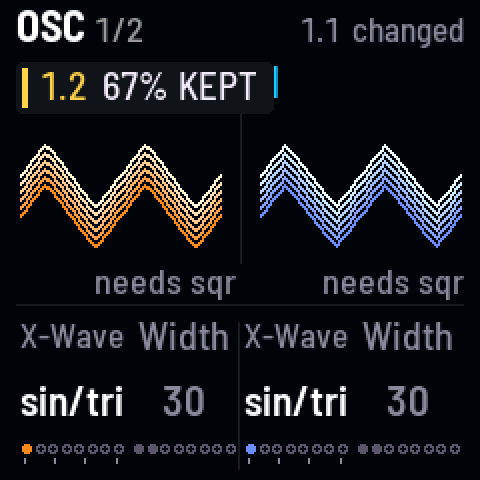 OSC 1/2 1.1 changed
1.2 67% KEPT
needs sqr needs sqr
X-Wave Width X-Wave Width
sin/tri 30 sin/tri 30